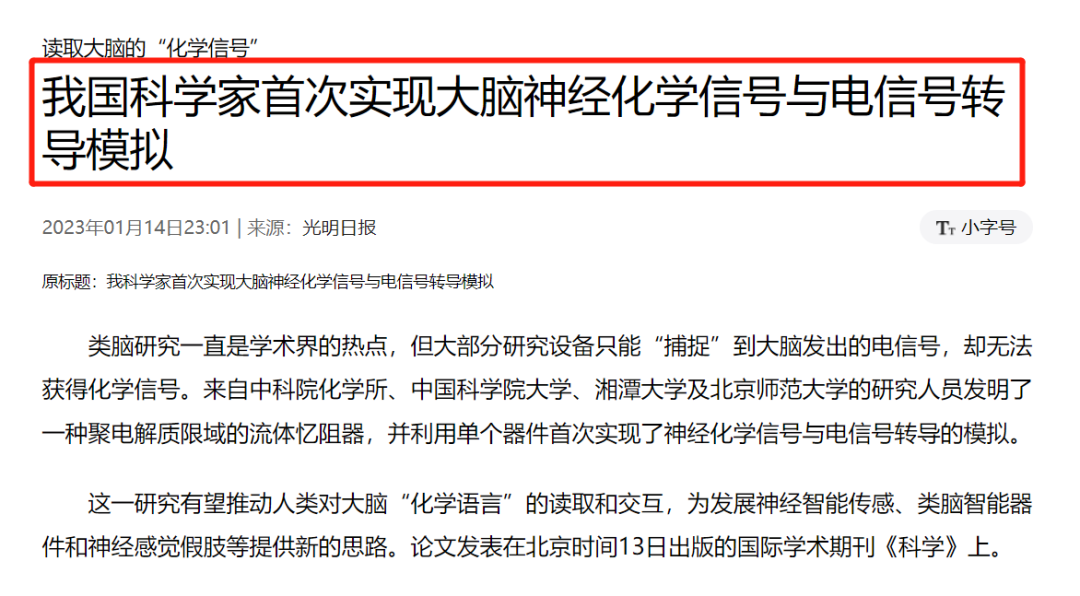 读取大脑的“化学信号”
我国科学家首次实现大脑神经化学信号与电信号转
导模拟
2023年01月14日23:01 | 来源：光明日报
TT 小字号
原标题：我科学家首次实现大脑神经化学信号与电信号转导模拟
类脑研究一直是学术界的热点，但大部分研究设备只能“捕捉”到大脑发出的电信号，却无法
获得化学信号。来自中科院化学所、中国科学院大学、湘潭大学及北京师范大学的研究人员发明了
一种聚电解质限域的流体忆阻器，并利用单个器件首次实现了神经化学信号与电信号转导的模拟。
这一研究有望推动人类对大脑“化学语言”的读取和交互，为发展神经智能传感、类脑智能器
件和神经感觉假肢等提供新的思路。论文发表在北京时间13日出版的国际学术期刊《科学》上。